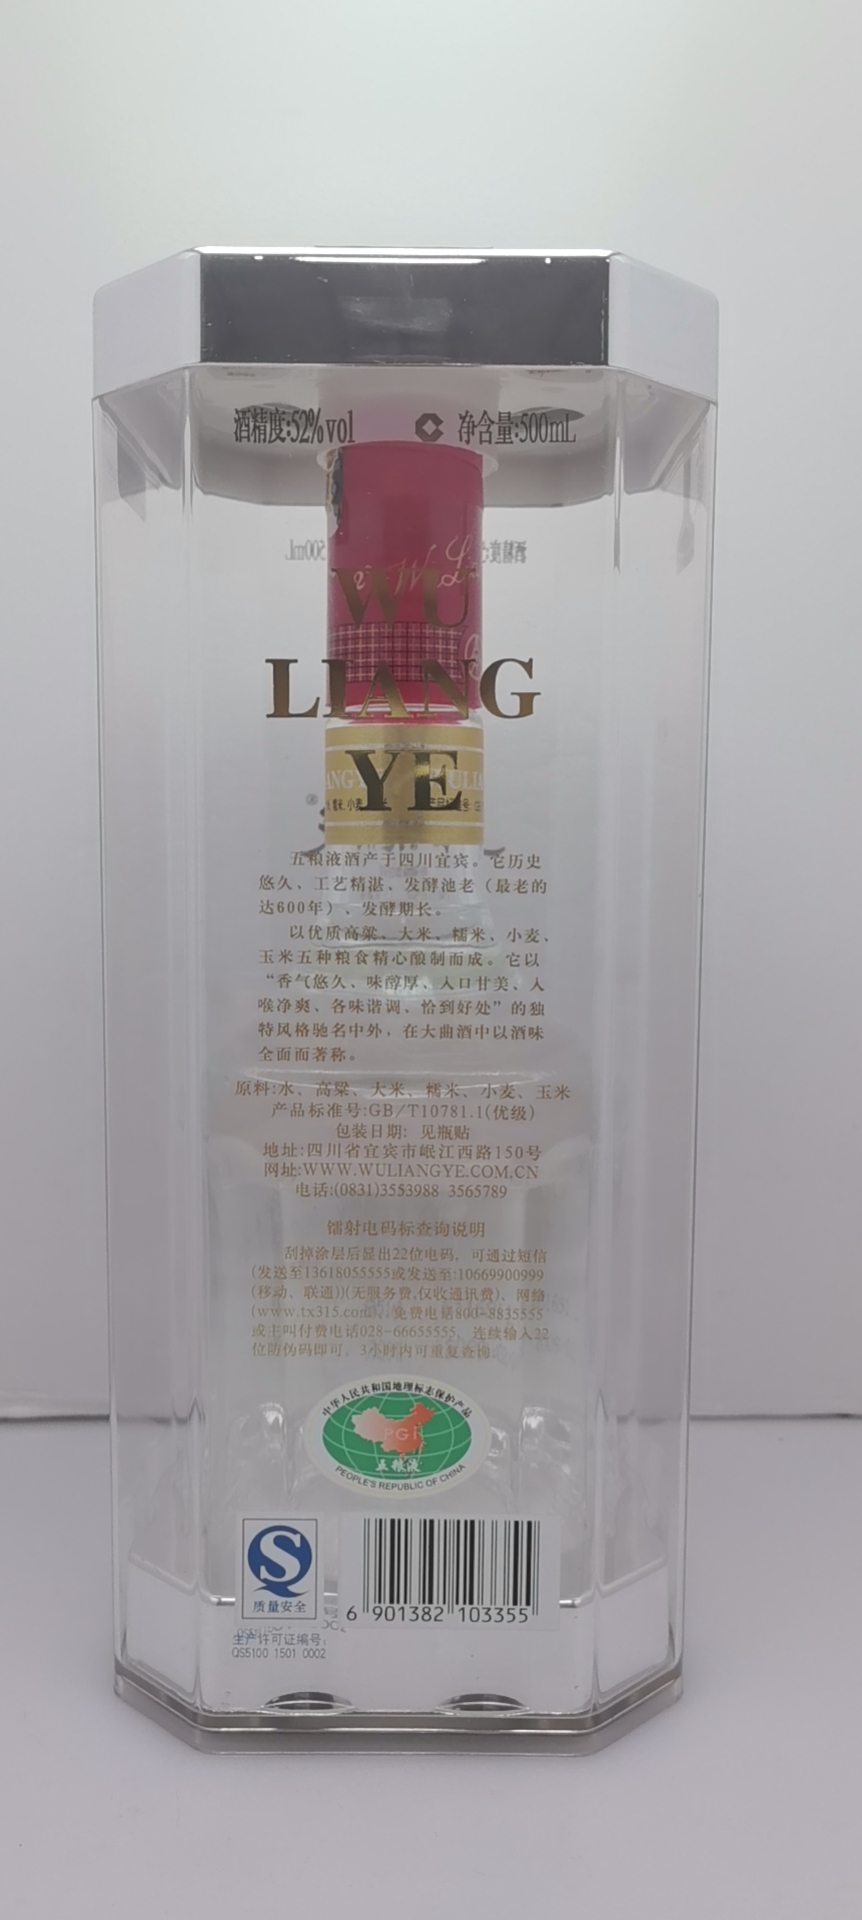 酒精度:52%vol 净含量:500mL
WU
LIANG
YE
五粮液酒产于四川宜宾。它历史
悠久、工艺精湛、发酵池老（最老的
达600年）、发酵期长。
以优质高粱、大米、糯米、小麦、
玉米五种粮食精心酿制而成。它以
“香气悠久、味醇厚、入口甘美、入
喉净爽、各味谐调、恰到好处”的独
特风格驰名中外，在大曲酒中以酒味
全面而著称。
原料:水、高粱、大米、糯米、小麦、玉米
产品标准号:GB/T10781.1(优级)
包装日期: 见瓶贴
地址:四川省宜宾市岷江西路150号
网址:WWW.WULIANGYE.COM.CN
电话:(0831)3553988 3565789
镭射电码标查询说明
刮掉涂层后显出22位电码，可通过短信
(发送至13618055555或发送至:10669900999
(移动、联通))(无服务费,仅收通讯费)、网络
(www.tx315.com)、免费电话800-8835555
或主叫付费电话028-66655555，连续输入22
位防伪码即可，3小时内可重复查询。
中华人民共和国地理标志保护产品
PGI
五粮液
PEOPLE'S REPUBLIC OF CHINA
质量安全
6 901382 103355
生产许可证编号:
QS5100 1501 0002